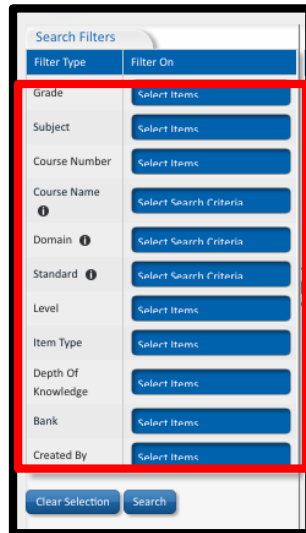 Search Filters
Filter Type Filter On
Grade Select Items
Subject Select Items
Course Number Select Items
Course Name Select Search Criteria
Domain Select Search Criteria
Standard Select Search Criteria
Level Select Items
Item Type Select Items
Depth Of
Knowledge Select Items
Bank Select Items
Created By Select Items
Clear Selection Search